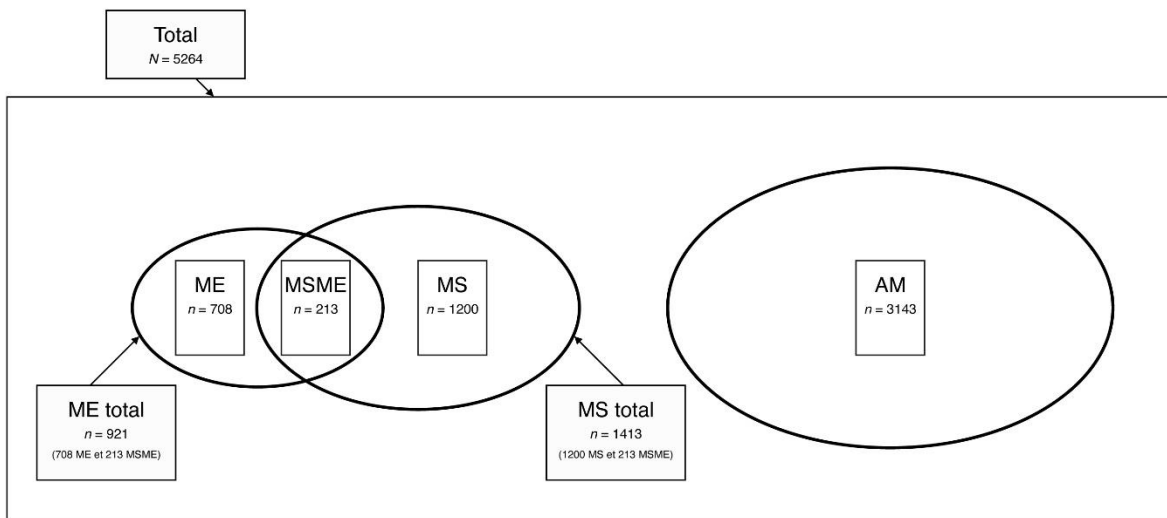 Total
N = 5264
ME
n = 708
MSME
n = 213
MS
n = 1200
AM
n = 3143
ME total
n = 921
(708 ME et 213 MSME)
MS total
n = 1413
(1200 MS et 213 MSME)